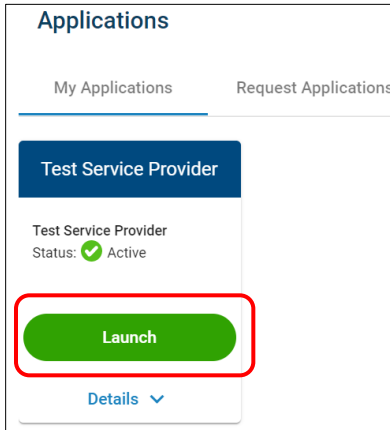 Applications
My Applications Request Applications
Test Service Provider
Test Service Provider
Status: Active
Launch
Details